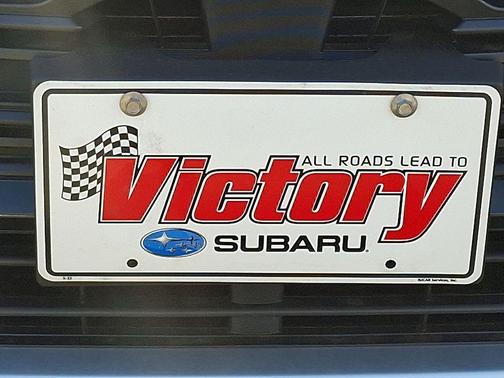 ALL ROADS LEAD TO
Victory
SUBARU